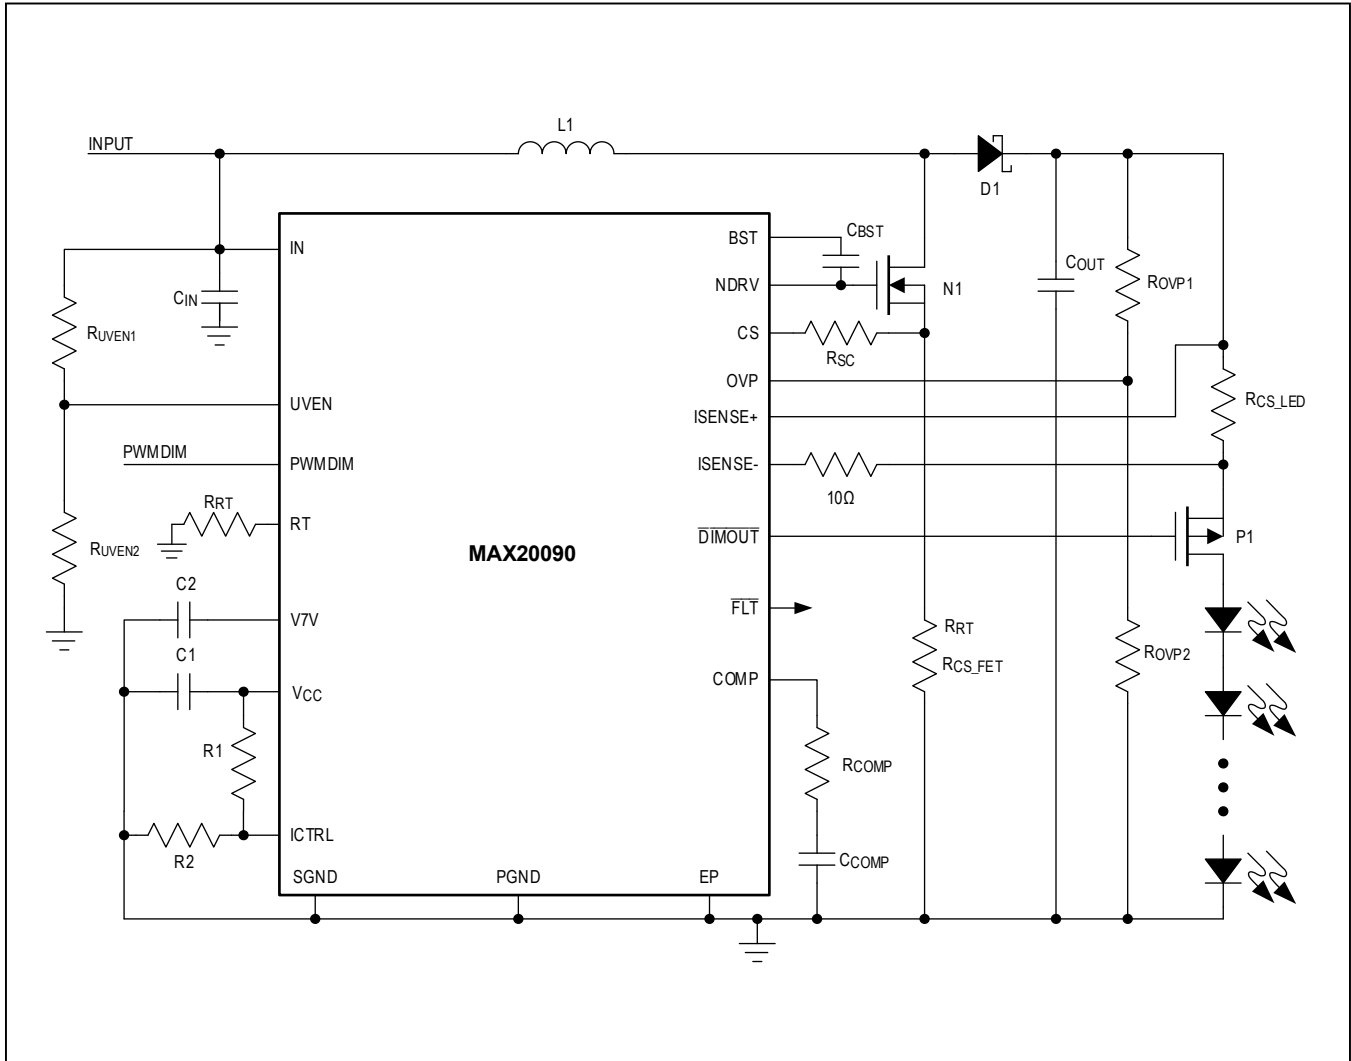 L1
INPUT
D1
IN
BST
CBST
CIN
NDRV
N1
COUT
ROVP1
RUVEN1
CS
RSC
OVP
UVEN
ISENSE+
RCS_LED
PWMDIM
PWMDIM
ISENSE-
10Ω
RRT
RT
DIMOUT
P1
MAX20090
RUVEN2
C2
V7V
FLT
RRT
RCS_FET
ROVP2
C1
VCC
COMP
R1
RCOMP
ICTRL
R2
CCOMP
SGND
PGND
EP